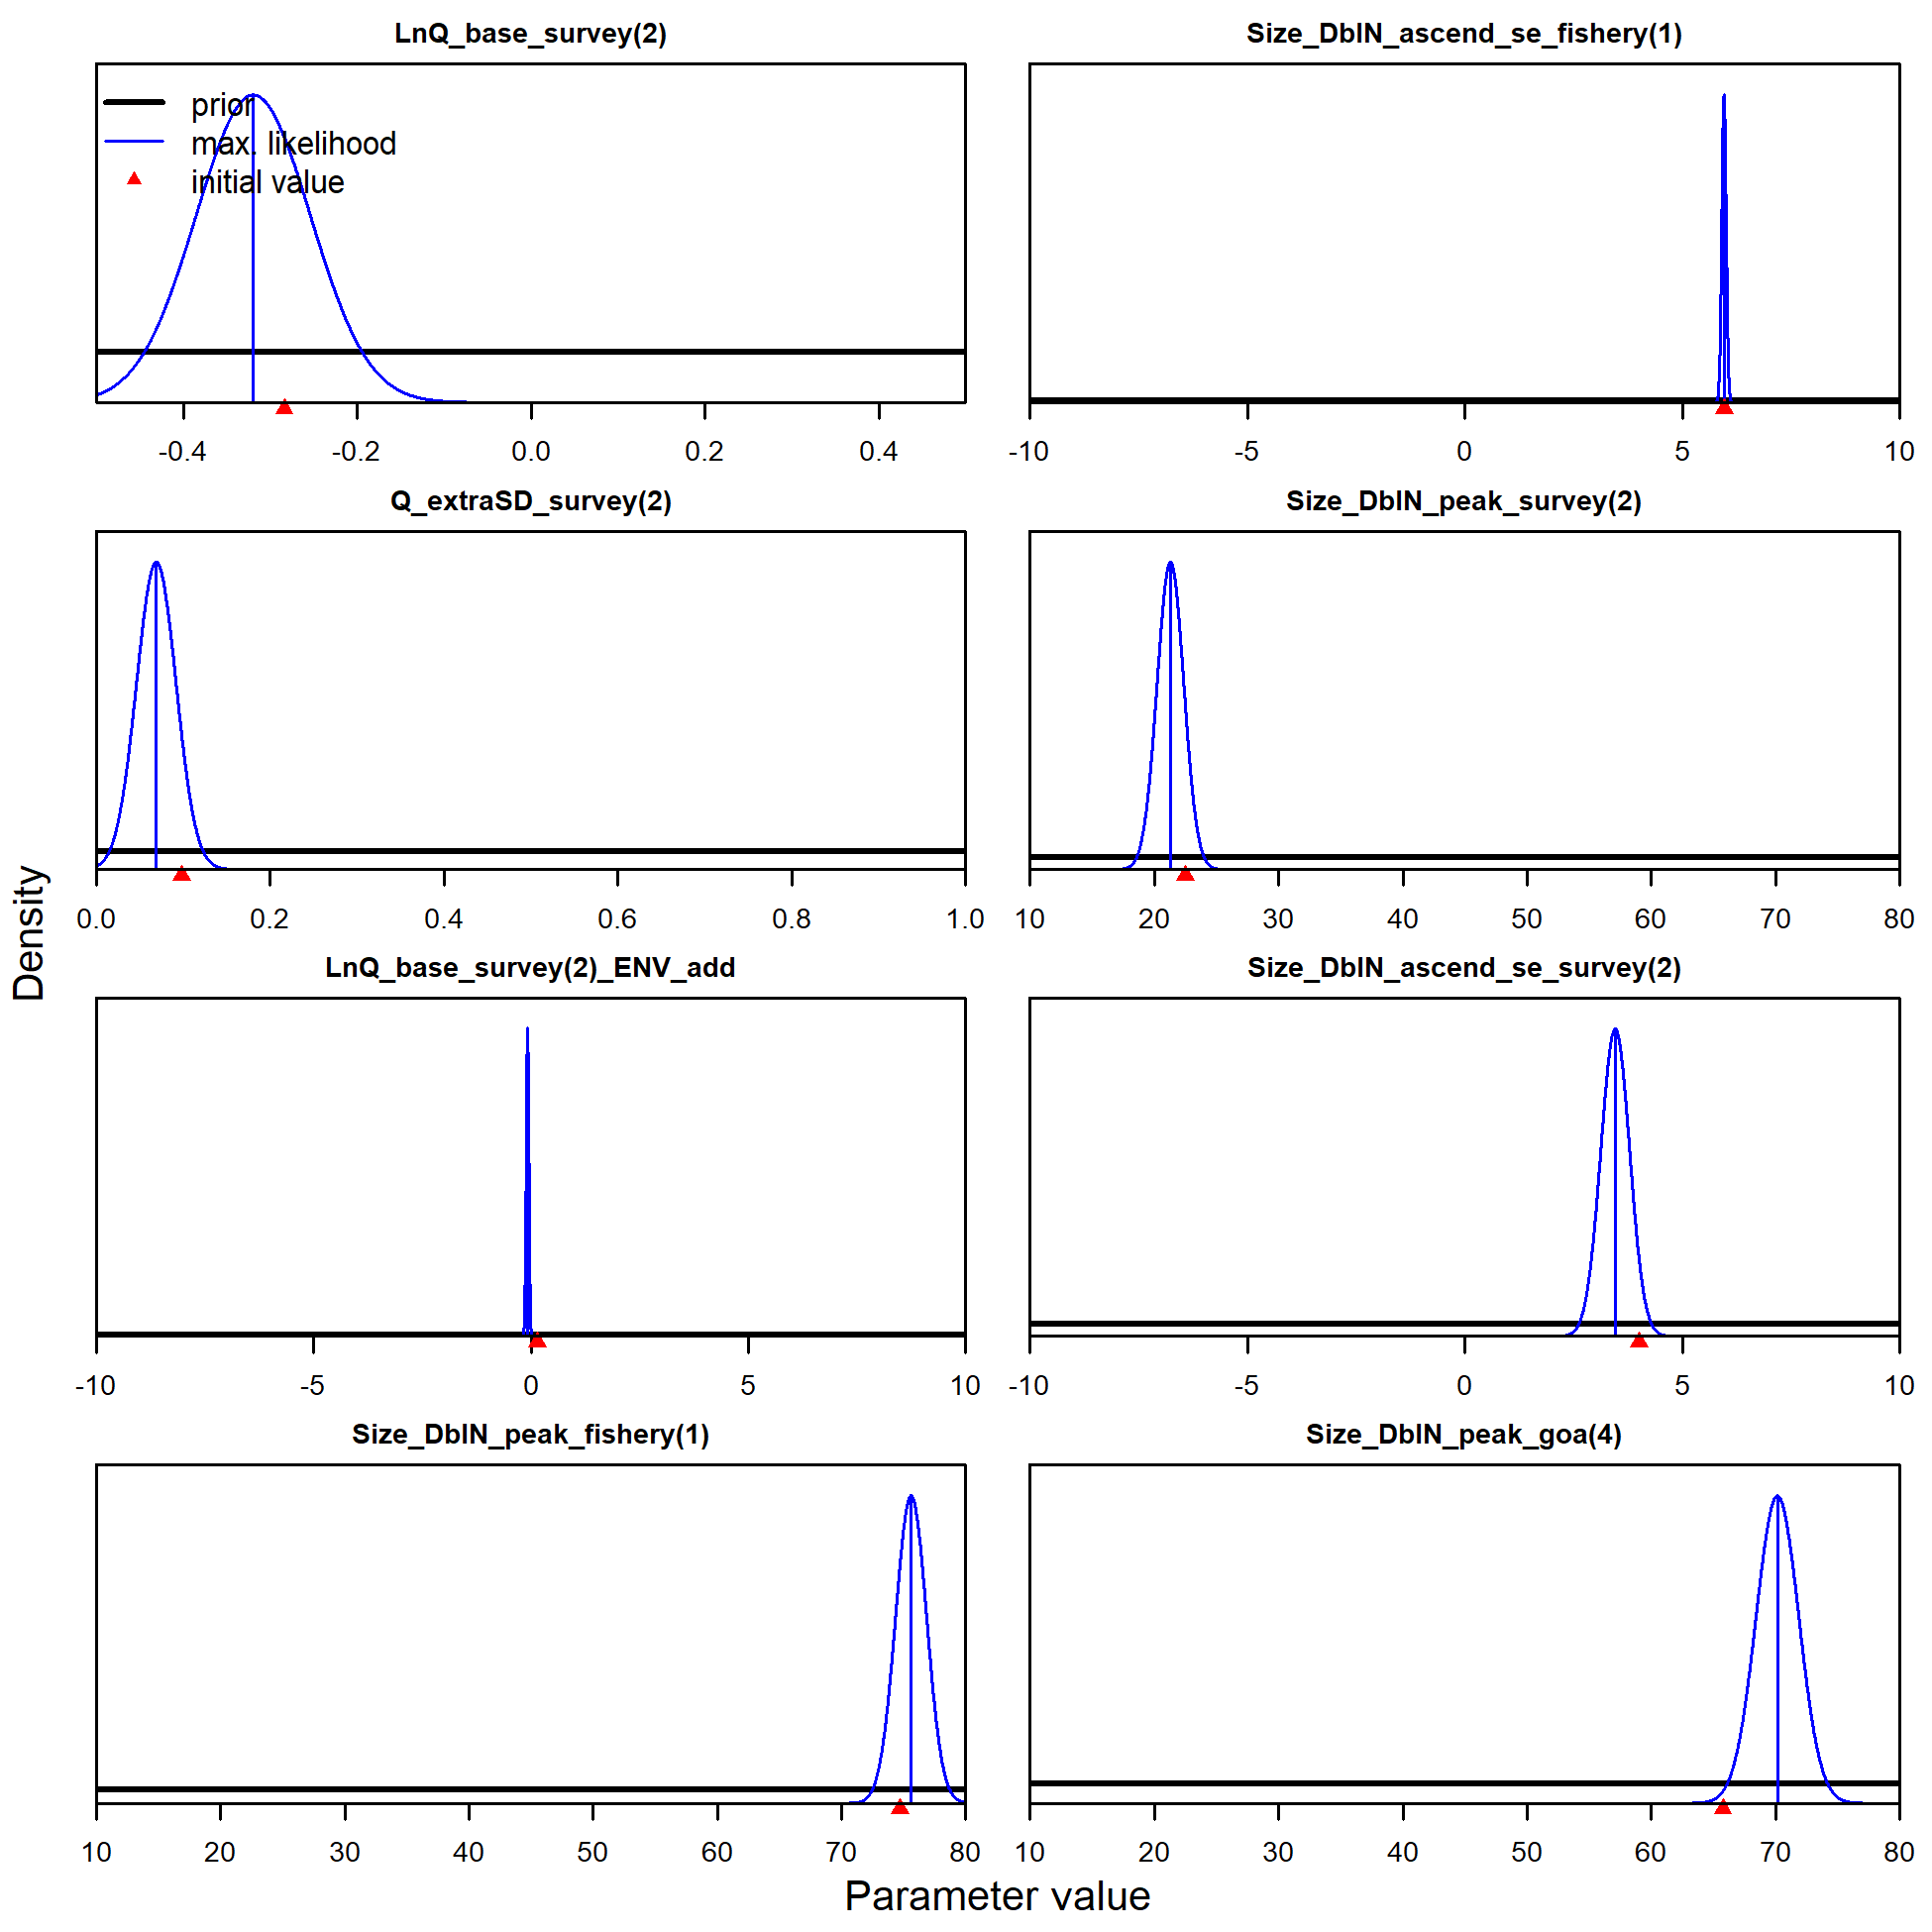 LnQ_base_survey(2)
prior
max. likelihood
initial value
-0.4 -0.2 0.0 0.2 0.4
Size_DblN_ascend_se_fishery(1)
-10 -5 0 5 10
Q_extraSD_survey(2)
0.0 0.2 0.4 0.6 0.8 1.0
Size_DblN_peak_survey(2)
10 20 30 40 50 60 70 80
LnQ_base_survey(2)_ENV_add
-10 -5 0 5 10
Size_DblN_ascend_se_survey(2)
-10 -5 0 5 10
Size_DblN_peak_fishery(1)
10 20 30 40 50 60 70 80
Size_DblN_peak_goa(4)
10 20 30 40 50 60 70 80
Density
Parameter value